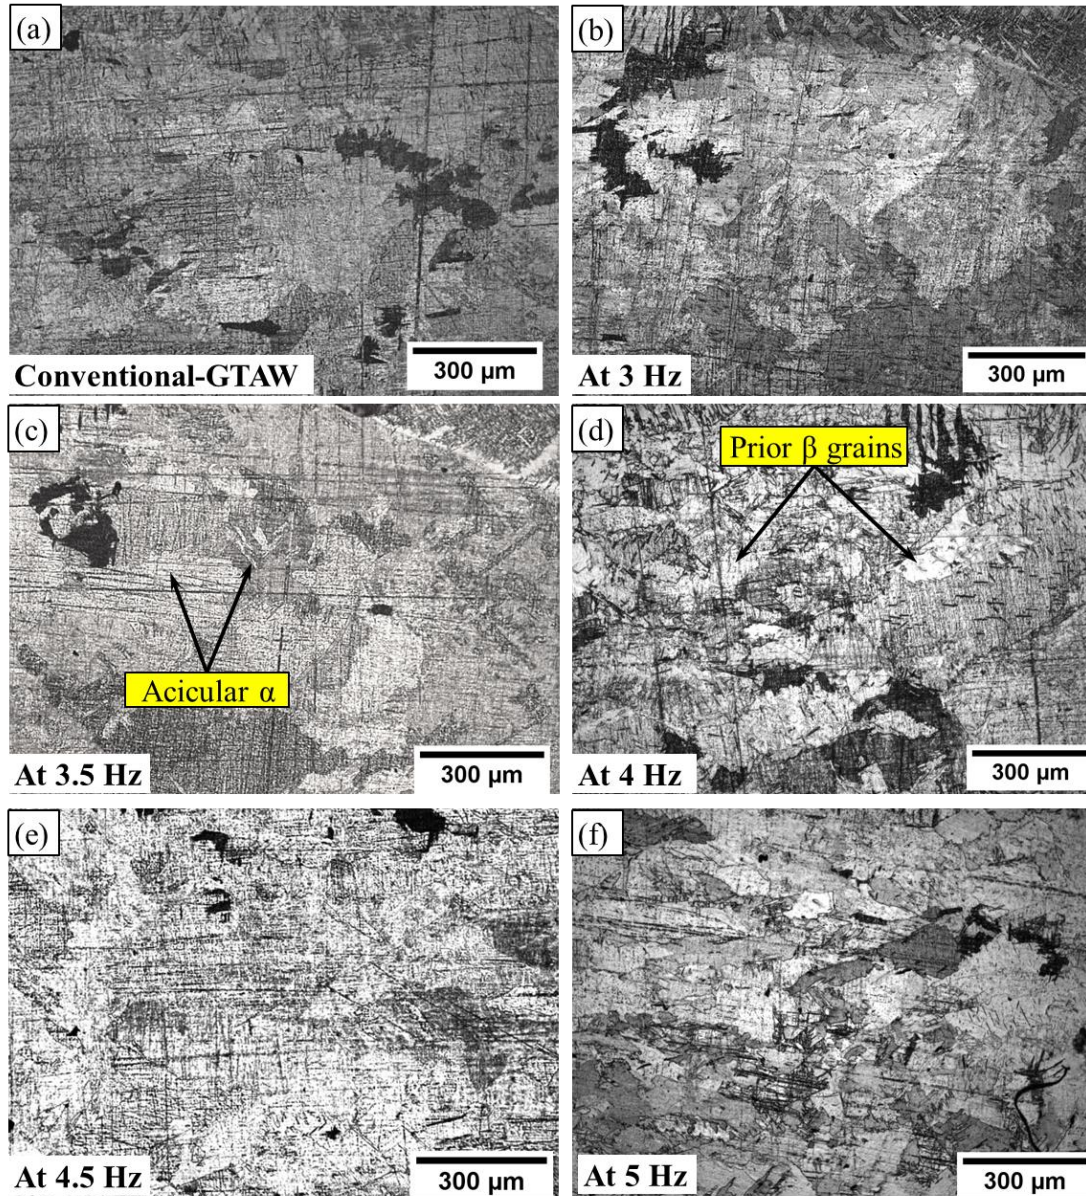 (a)
300 µm
Conventional-GTAW
(b)
300 µm
At 3 Hz
(c)
Acicular α
300 µm
At 3.5 Hz
(d)
Prior β grains
300 µm
At 4 Hz
(e)
300 µm
At 4.5 Hz
(f)
300 µm
At 5 Hz